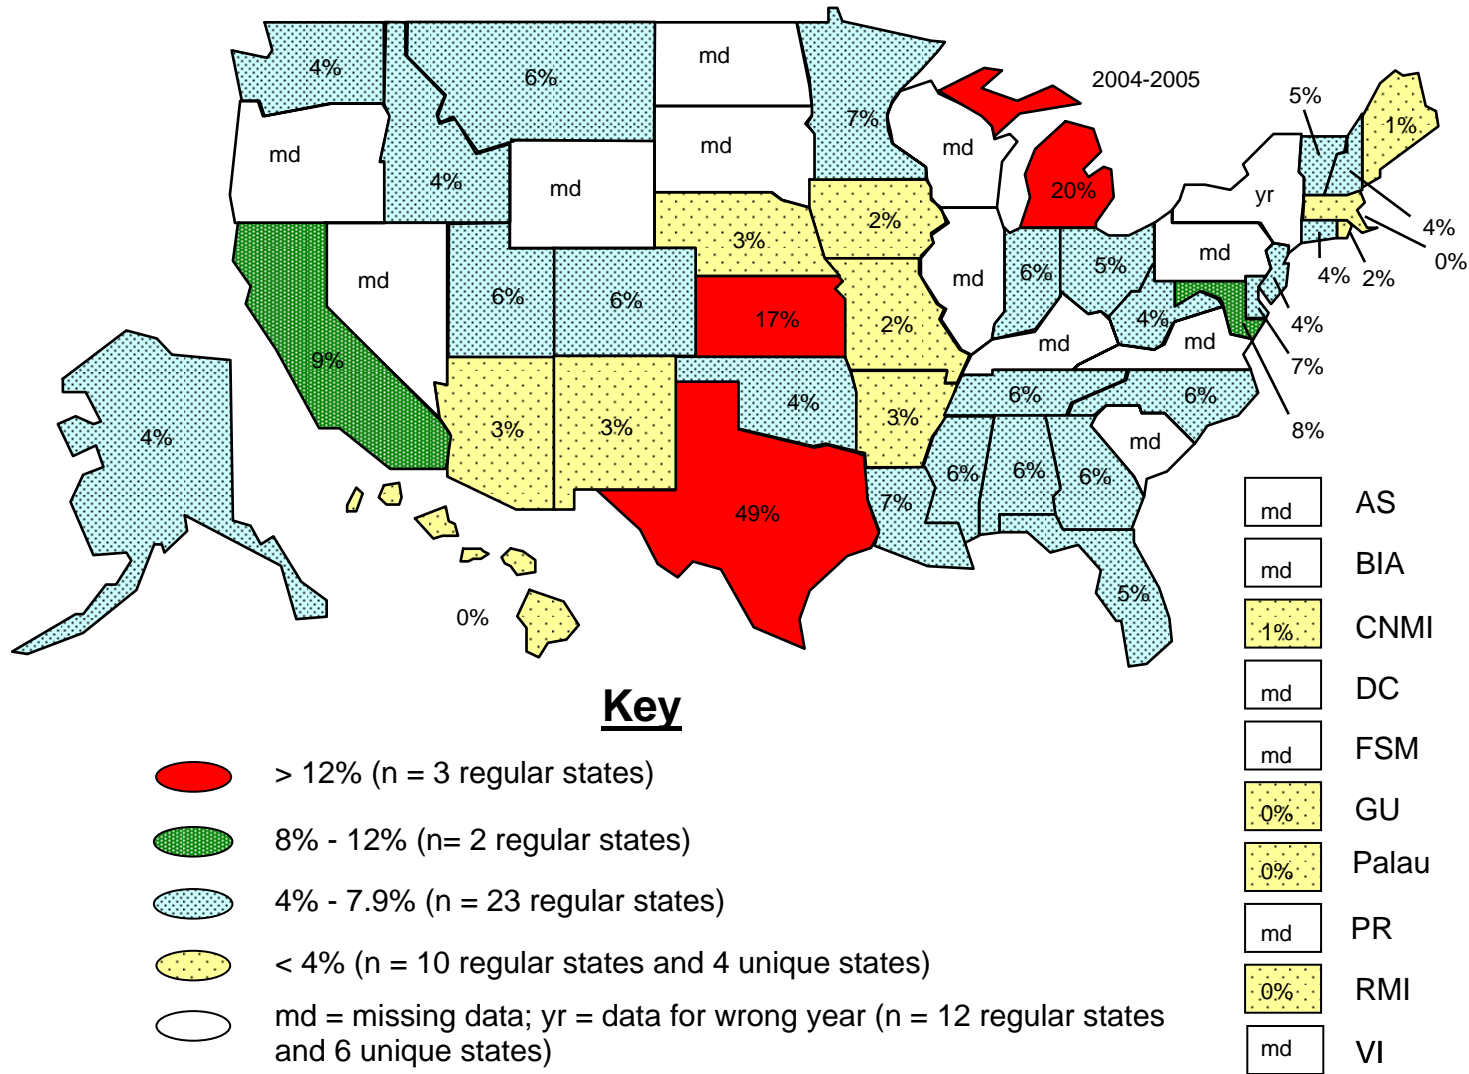 md
4%
6%
2004-2005
7%
5%
1%
md
md
md
4%
md
20%
yr
2%
3%
4%
0%
md
6%
6%
md
6%
5%
md
4%
2%
17%
2%
4%
4%
9%
md
md
7%
6%
6%
4%
3%
3%
3%
md
8%
4%
6%
6%
6%
49%
7%
5%
0%
md AS
md BIA
1% CNMI
md DC
md FSM
0% GU
0% Palau
md PR
0% RMI
md VI
Key
> 12% (n = 3 regular states)
8% - 12% (n= 2 regular states)
4% - 7.9% (n = 23 regular states)
< 4% (n = 10 regular states and 4 unique states)
md = missing data; yr = data for wrong year (n = 12 regular states
and 6 unique states)